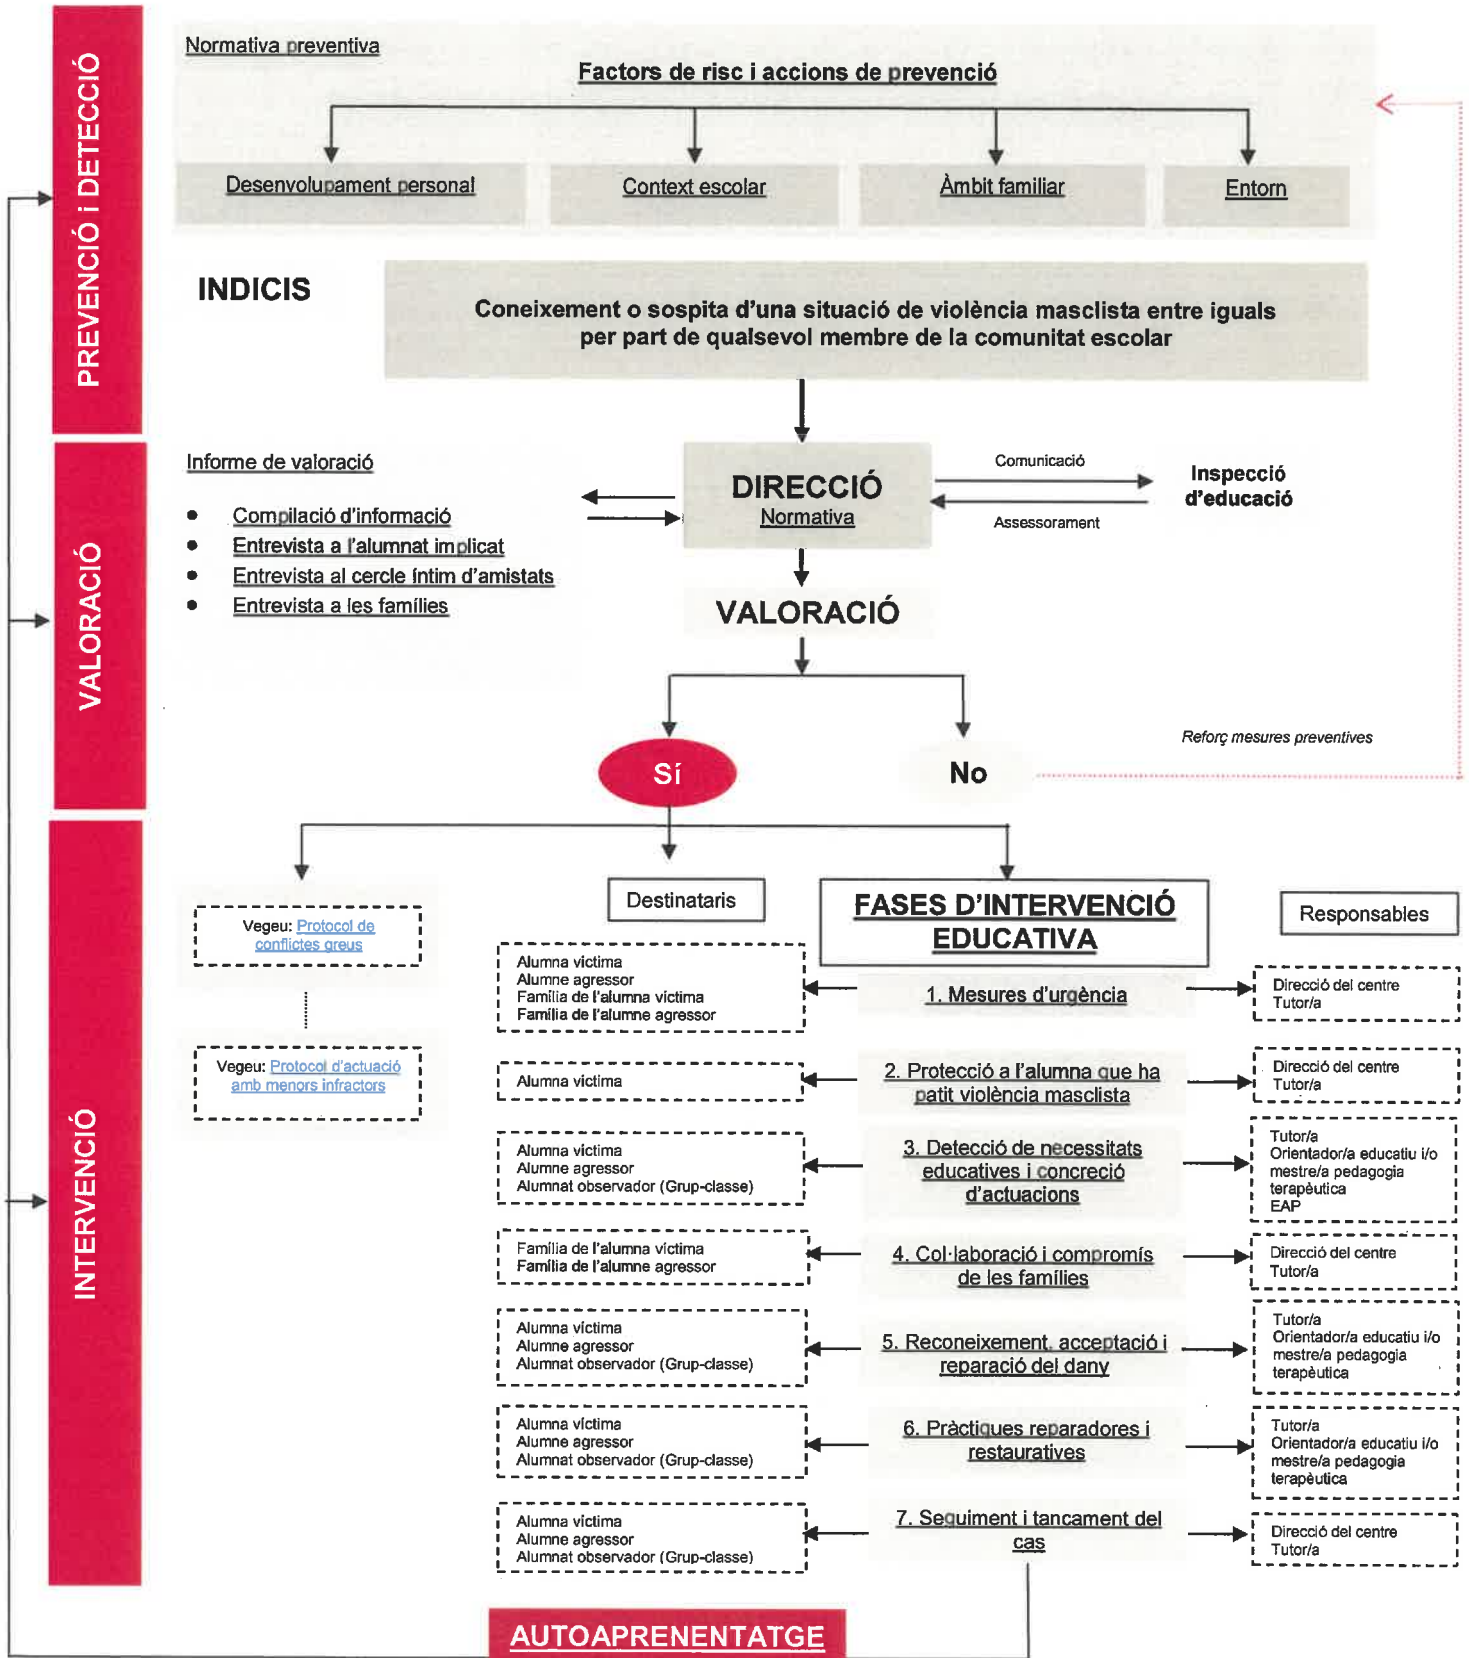 PREVENCIÓ i DETECCIÓ
Normativa preventiva
Factors de risc i accions de prevenció
Desenvolupament personal
Context escolar
Àmbit familiar
Entorn
INDICIS
Coneixement o sospita d'una situació de violència masclista entre iguals
per part de qualsevol membre de la comunitat escolar
VALORACIÓ
Informe de valoració
• Compilació d'informació
• Entrevista a l'alumnat implicat
• Entrevista al cercle íntim d'amistats
• Entrevista a les famílies
DIRECCIÓ
Normativa
Comunicació
Assessorament
Inspecció
d'educació
VALORACIÓ
Sí
No
Reforç mesures preventives
INTERVENCIÓ
Vegeu: Protocol de
conflictes greus
Vegeu: Protocol d'actuació
amb menors infractors
Destinataris
FASES D'INTERVENCIÓ
EDUCATIVA
Responsables
Alumna víctima
Alumne agressor
Família de l'alumna víctima
Família de l'alumne agressor
1. Mesures d'urgència
Direcció del centre
Tutor/a
Alumna víctima
2. Protecció a l'alumna que ha
patit violència masclista
Direcció del centre
Tutor/a
Alumna víctima
Alumne agressor
Alumnat observador (Grup-classe)
3. Detecció de necessitats
educatives i concreció
d'actuacions
Tutor/a
Orientador/a educatiu i/o
mestre/a pedagogia
terapèutica
EAP
Família de l'alumna víctima
Família de l'alumne agressor
4. Col·laboració i compromís
de les famílies
Direcció del centre
Tutor/a
Alumna víctima
Alumne agressor
Alumnat observador (Grup-classe)
5. Reconeixement, acceptació i
reparació del dany
Tutor/a
Orientador/a educatiu i/o
mestre/a pedagogia
terapèutica
Alumna víctima
Alumne agressor
Alumnat observador (Grup-classe)
6. Pràctiques reparadores i
restauratives
Tutor/a
Orientador/a educatiu i/o
mestre/a pedagogia
terapèutica
Alumna víctima
Alumne agressor
Alumnat observador (Grup-classe)
7. Seguiment i tancament del
cas
Direcció del centre
Tutor/a
AUTOAPRENENTATGE